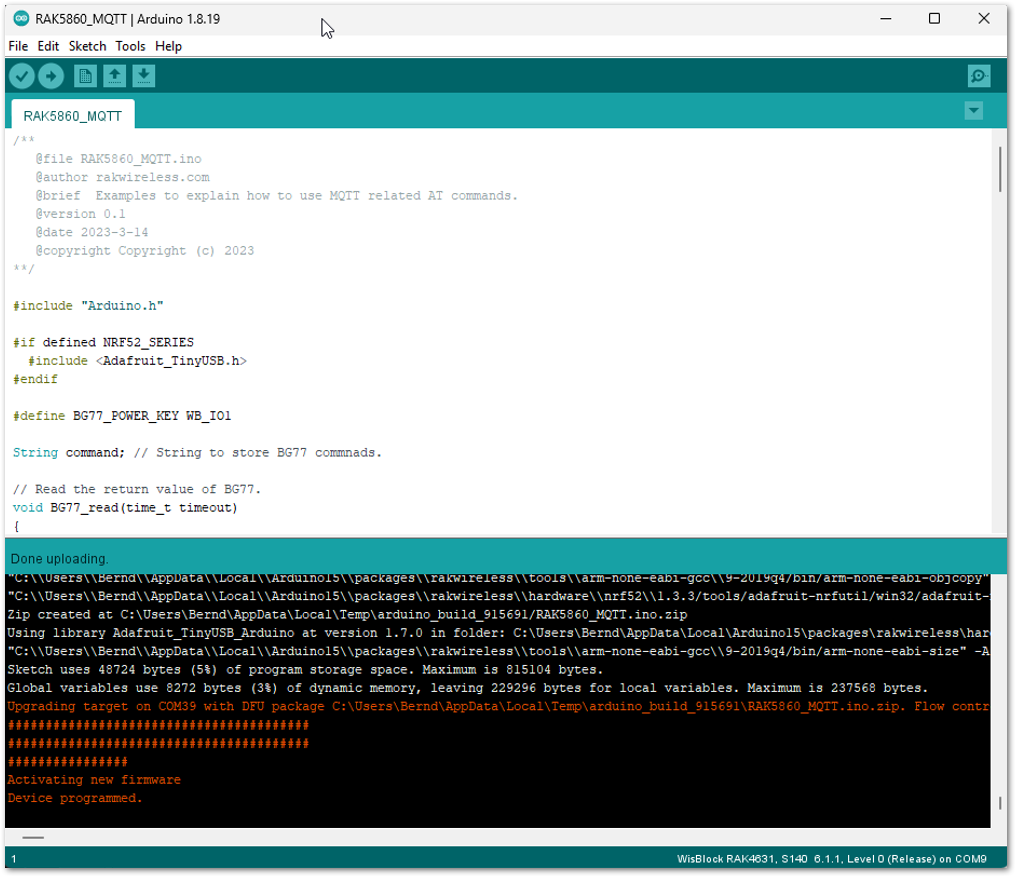 RAK5860_MQTT | Arduino 1.8.19
File Edit Sketch Tools Help
RAK5860_MQTT
/**
   @file RAK5860_MQTT.ino
   @author rakwireless.com
   @brief  Examples to explain how to use MQTT related AT commands.
   @version 0.1
   @date 2023-3-14
   @copyright Copyright (c) 2023
**/
#include "Arduino.h"
#if defined NRF52_SERIES
  #include <Adafruit_TinyUSB.h>
#endif
#define BG77_POWER_KEY WB_IO1
String command; // String to store BG77 commnads.
// Read the return value of BG77.
void BG77_read(time_t timeout)
{
Done uploading.
"C:\\Users\\Bernd\\AppData\\Local\\Arduino15\\packages\\rakwireless\\tools\\arm-none-eabi-gcc\\9-2019q4/bin/arm-none-eabi-objcopy"
"C:\\Users\\Bernd\\AppData\\Local\\Arduino15\\packages\\rakwireless\\hardware\\nrf52\\1.3.3/tools/adafruit-nrfutil/win32/adafruit-
Zip created at C:\Users\Bernd\AppData\Local\Temp\arduino_build_915691/RAK5860_MQTT.ino.zip
Using library Adafruit_TinyUSB_Arduino at version 1.7.0 in folder: C:\Users\Bernd\AppData\Local\Arduino15\packages\rakwireless\har
"C:\\Users\\Bernd\\AppData\\Local\\Arduino15\\packages\\rakwireless\\tools\\arm-none-eabi-gcc\\9-2019q4/bin/arm-none-eabi-size" -A
Sketch uses 48724 bytes (5%) of program storage space. Maximum is 815104 bytes.
Global variables use 8272 bytes (3%) of dynamic memory, leaving 229296 bytes for local variables. Maximum is 237568 bytes.
Upgrading target on COM39 with DFU package C:\Users\Bernd\AppData\Local\Temp\arduino_build_915691\RAK5860_MQTT.ino.zip. Flow contr
########################################
########################################
################
Activating new firmware
Device programmed.
1 WisBlock RAK4631, S140 6.1.1, Level 0 (Release) on COM9